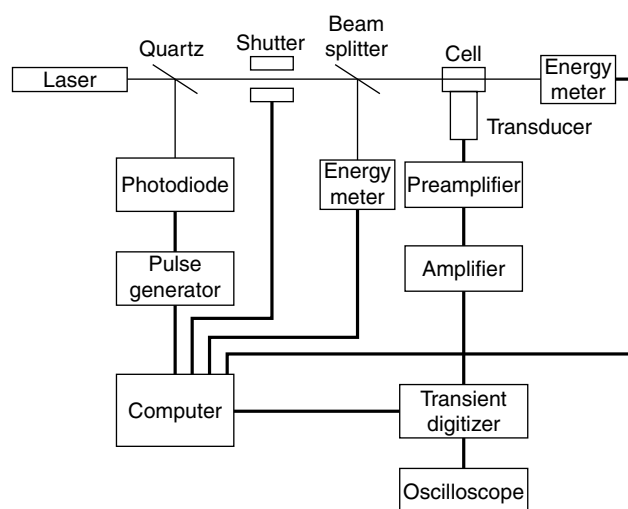 Beam
splitter
Shutter
Quartz
Cell
Laser
Energy
meter
Transducer
Photodiode
Energy
meter
Preamplifier
Pulse
generator
Amplifier
Computer
Transient
digitizer
Oscilloscope